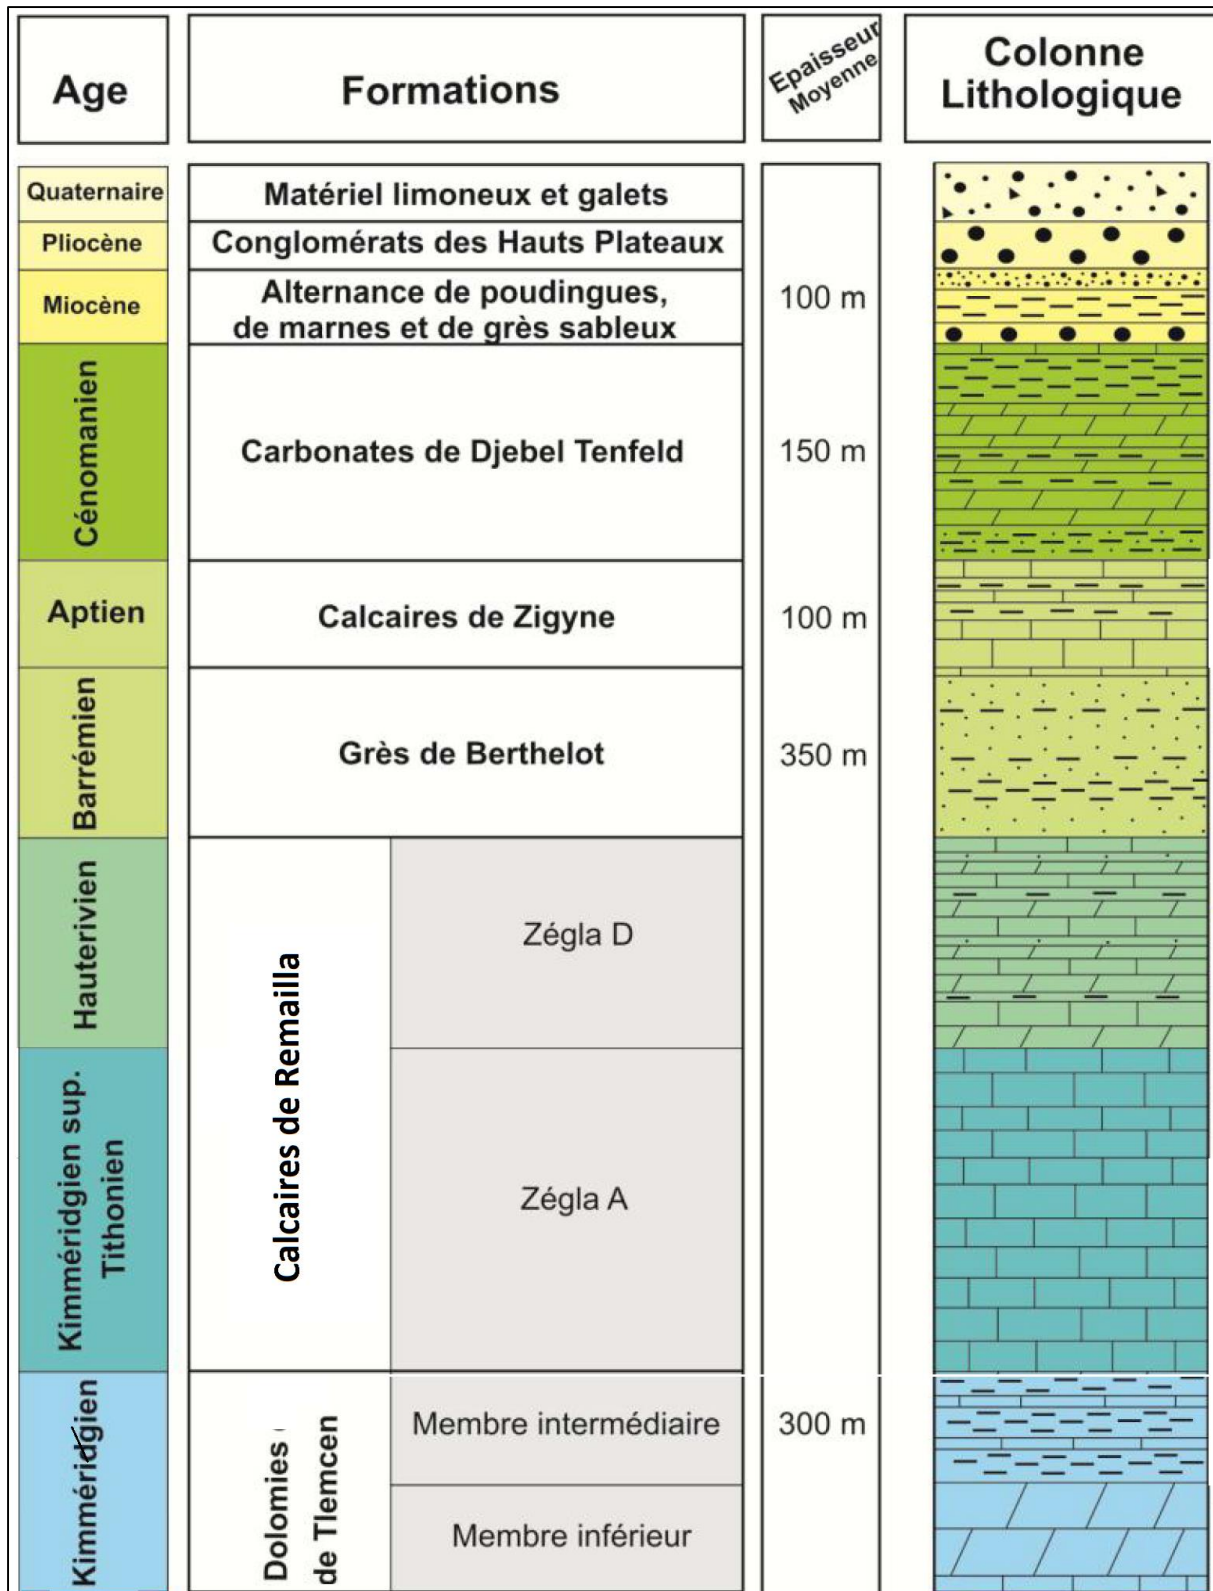 Age
Formations
Epaisseur
Moyenne
Colonne
Lithologique
Quaternaire
Matériel limoneux et galets
Pliocène
Conglomérats des Hauts Plateaux
Miocène
Alternance de poudingues,
de marnes et de grès sableux
100 m
Cénomanien
Carbonates de Djebel Tenfeld
150 m
Aptien
Calcaires de Zigyne
100 m
Barrémien
Grès de Berthelot
350 m
Hauterivien
Calcaires de Remailla
Zégla D
Kimméridgien sup.
Tithonien
Zégla A
Kimméridgien
Dolomies
de Tlemcen
Membre intermédiaire
300 m
Membre inférieur